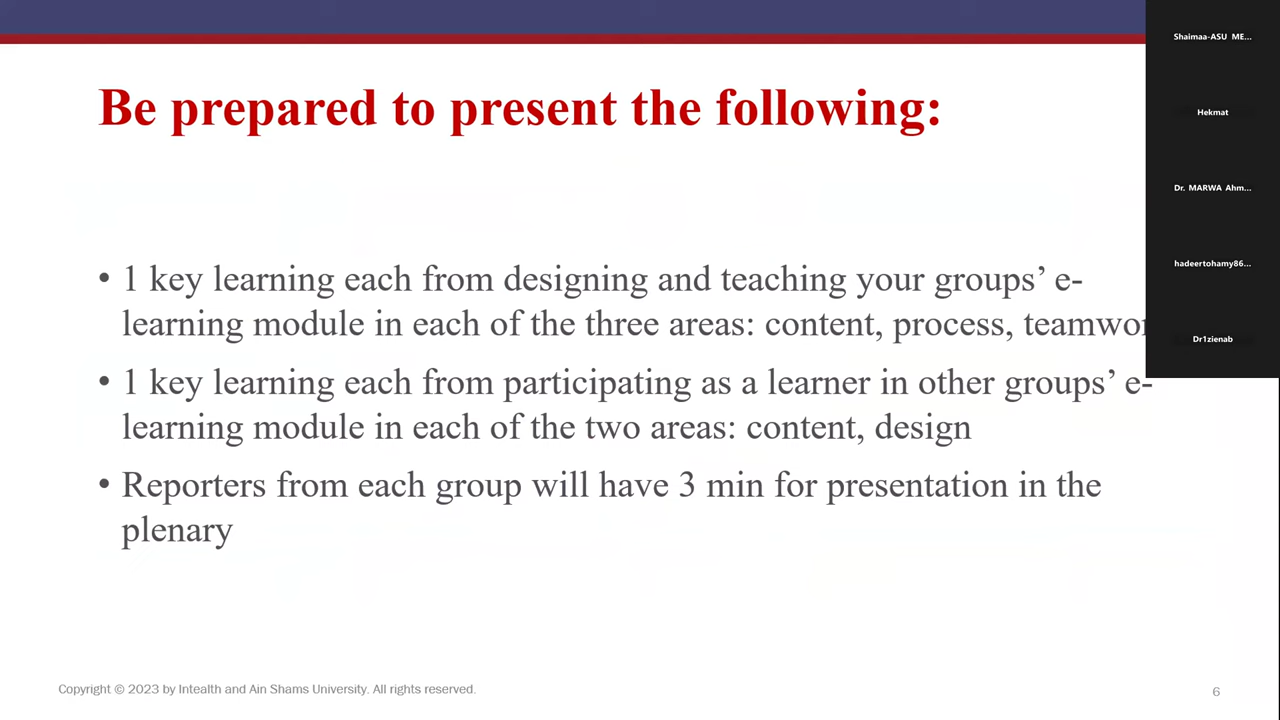 Be prepared to present the following:
• 1 key learning each from designing and teaching your groups’ e-
learning module in each of the three areas: content, process, teamwor
• 1 key learning each from participating as a learner in other groups’ e-
learning module in each of the two areas: content, design
• Reporters from each group will have 3 min for presentation in the
plenary
Copyright © 2023 by Intealth and Ain Shams University. All rights reserved.
6
Shaimaa-ASU ME...
Hekmat
Dr. MARWA Ahm...
hadeertohamy86...
Dr1zienab